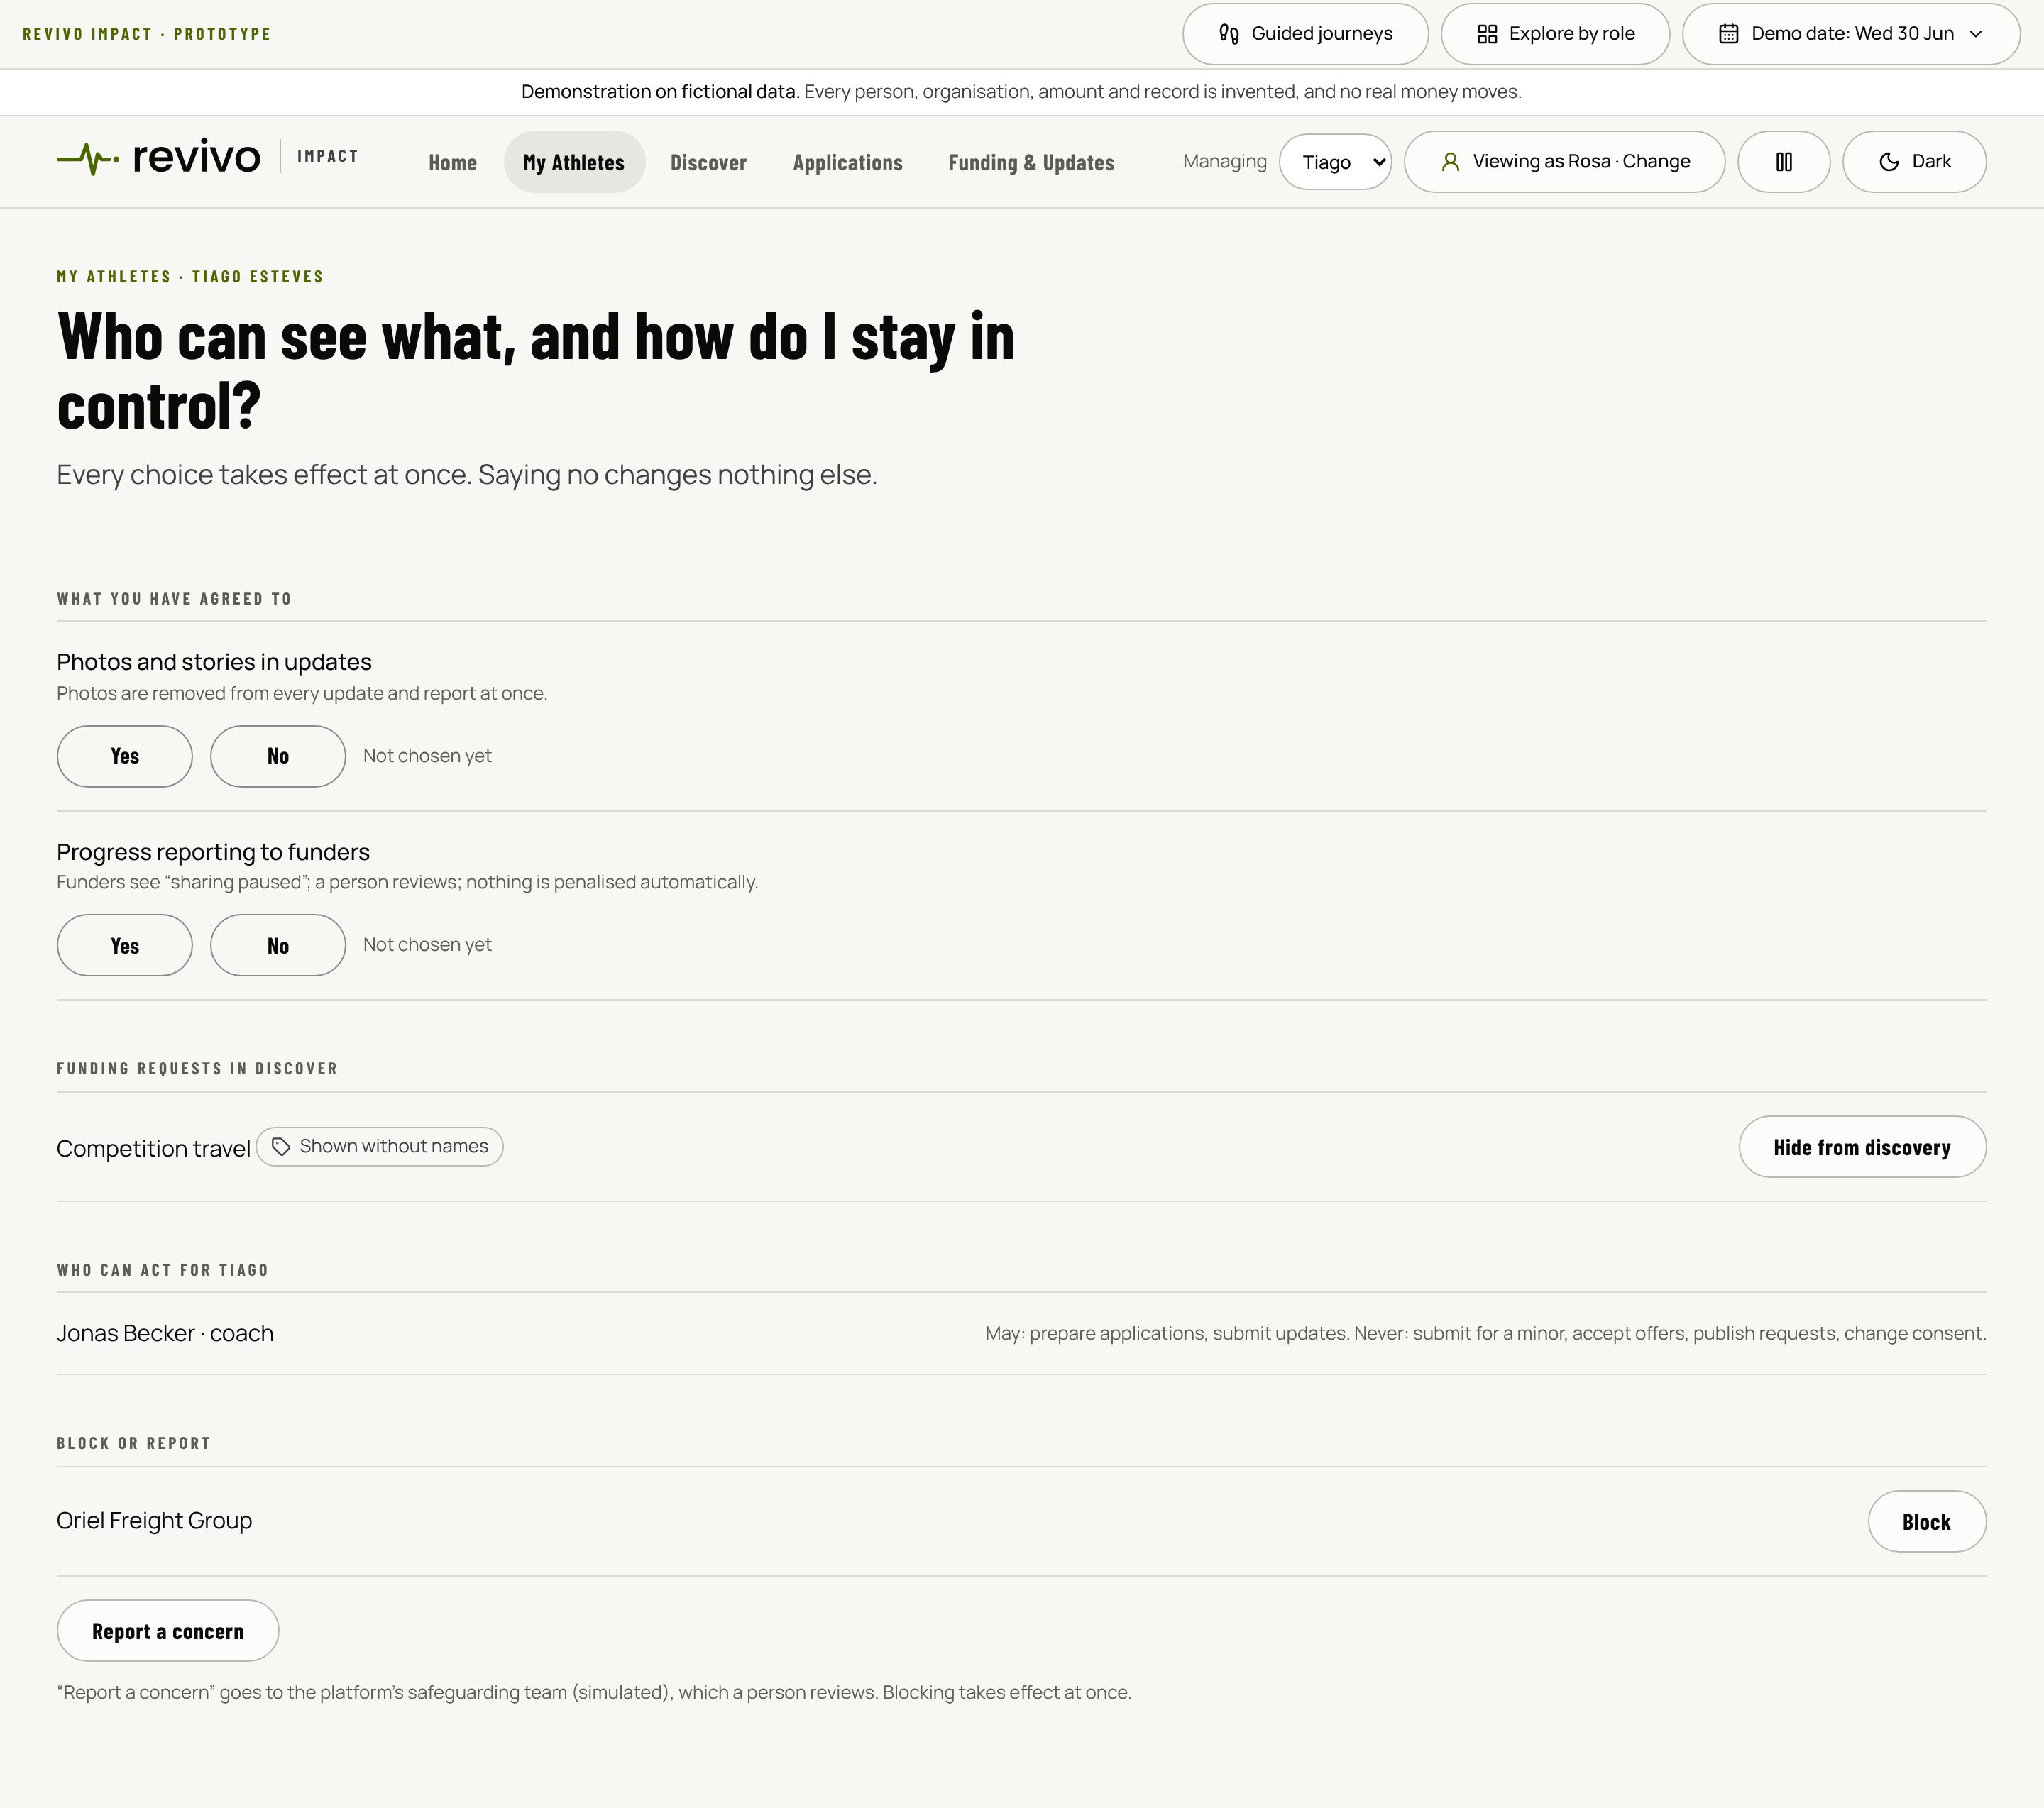 REVIVO IMPACT · PROTOTYPE
Guided journeys
Explore by role
Demo date: Wed 30 Jun
Demonstration on fictional data. Every person, organisation, amount and record is invented, and no real money moves.
revivo
IMPACT
Home
My Athletes
Discover
Applications
Funding & Updates
Managing
Tiago
Viewing as Rosa · Change
Dark
MY ATHLETES · TIAGO ESTEVES
Who can see what, and how do I stay in
control?
Every choice takes effect at once. Saying no changes nothing else.
WHAT YOU HAVE AGREED TO
Photos and stories in updates
Photos are removed from every update and report at once.
Yes
No
Not chosen yet
Progress reporting to funders
Funders see “sharing paused”; a person reviews; nothing is penalised automatically.
Yes
No
Not chosen yet
FUNDING REQUESTS IN DISCOVER
Competition travel
Shown without names
Hide from discovery
WHO CAN ACT FOR TIAGO
Jonas Becker · coach
May: prepare applications, submit updates. Never: submit for a minor, accept offers, publish requests, change consent.
BLOCK OR REPORT
Oriel Freight Group
Block
Report a concern
“Report a concern” goes to the platform’s safeguarding team (simulated), which a person reviews. Blocking takes effect at once.